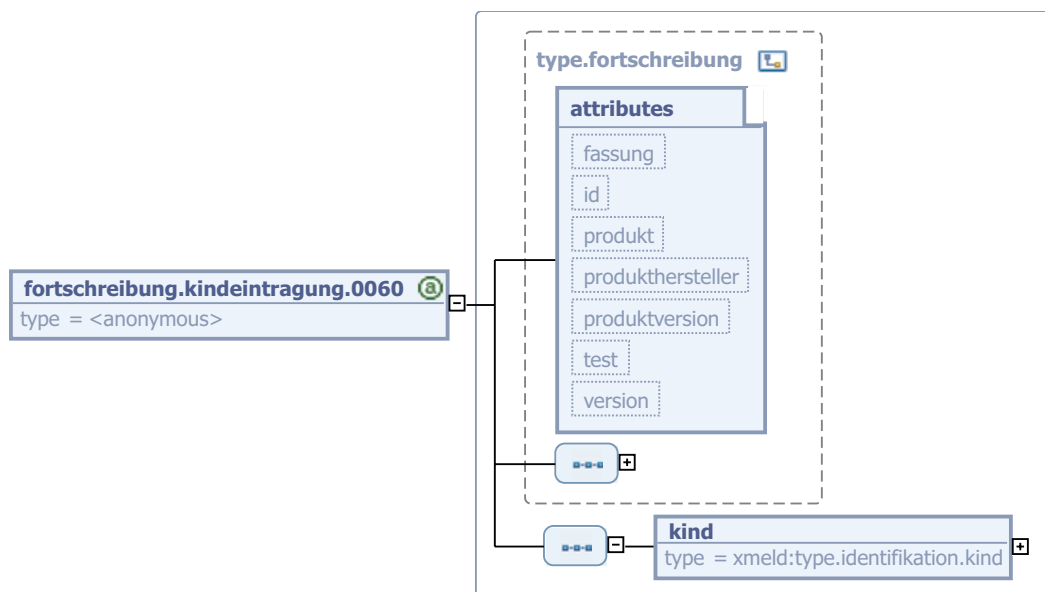 type.fortschreibung
attributes
fassung
id
produkt
produkthersteller
produktversion
test
version
fortschreibung.kindeintragung.0060 a
type = <anonymous>
kind
type = xmeld:type.identifikation.kind